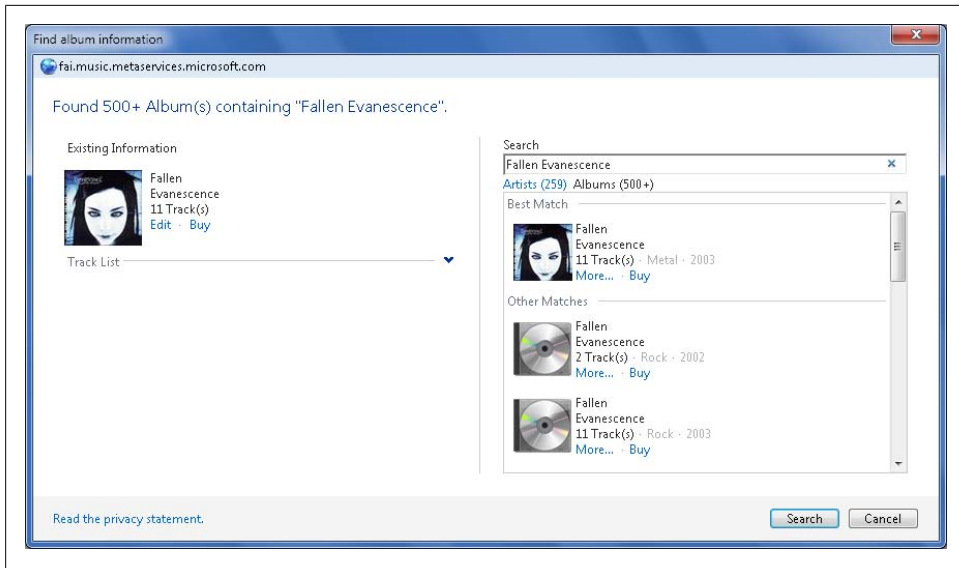 Find album information
fai.music.metaservices.microsoft.com
Found 500+ Album(s) containing "Fallen Evanescence".
Existing Information
Fallen
Evanescence
11 Track(s)
Edit · Buy
Track List
Search
Fallen Evanescence
Artists (259) Albums (500+)
Best Match
Fallen
Evanescence
11 Track(s) · Metal · 2003
More... · Buy
Other Matches
Fallen
Evanescence
2 Track(s) · Rock · 2002
More... · Buy
Fallen
Evanescence
11 Track(s) · Rock · 2003
More... · Buy
Read the privacy statement.
Search
Cancel